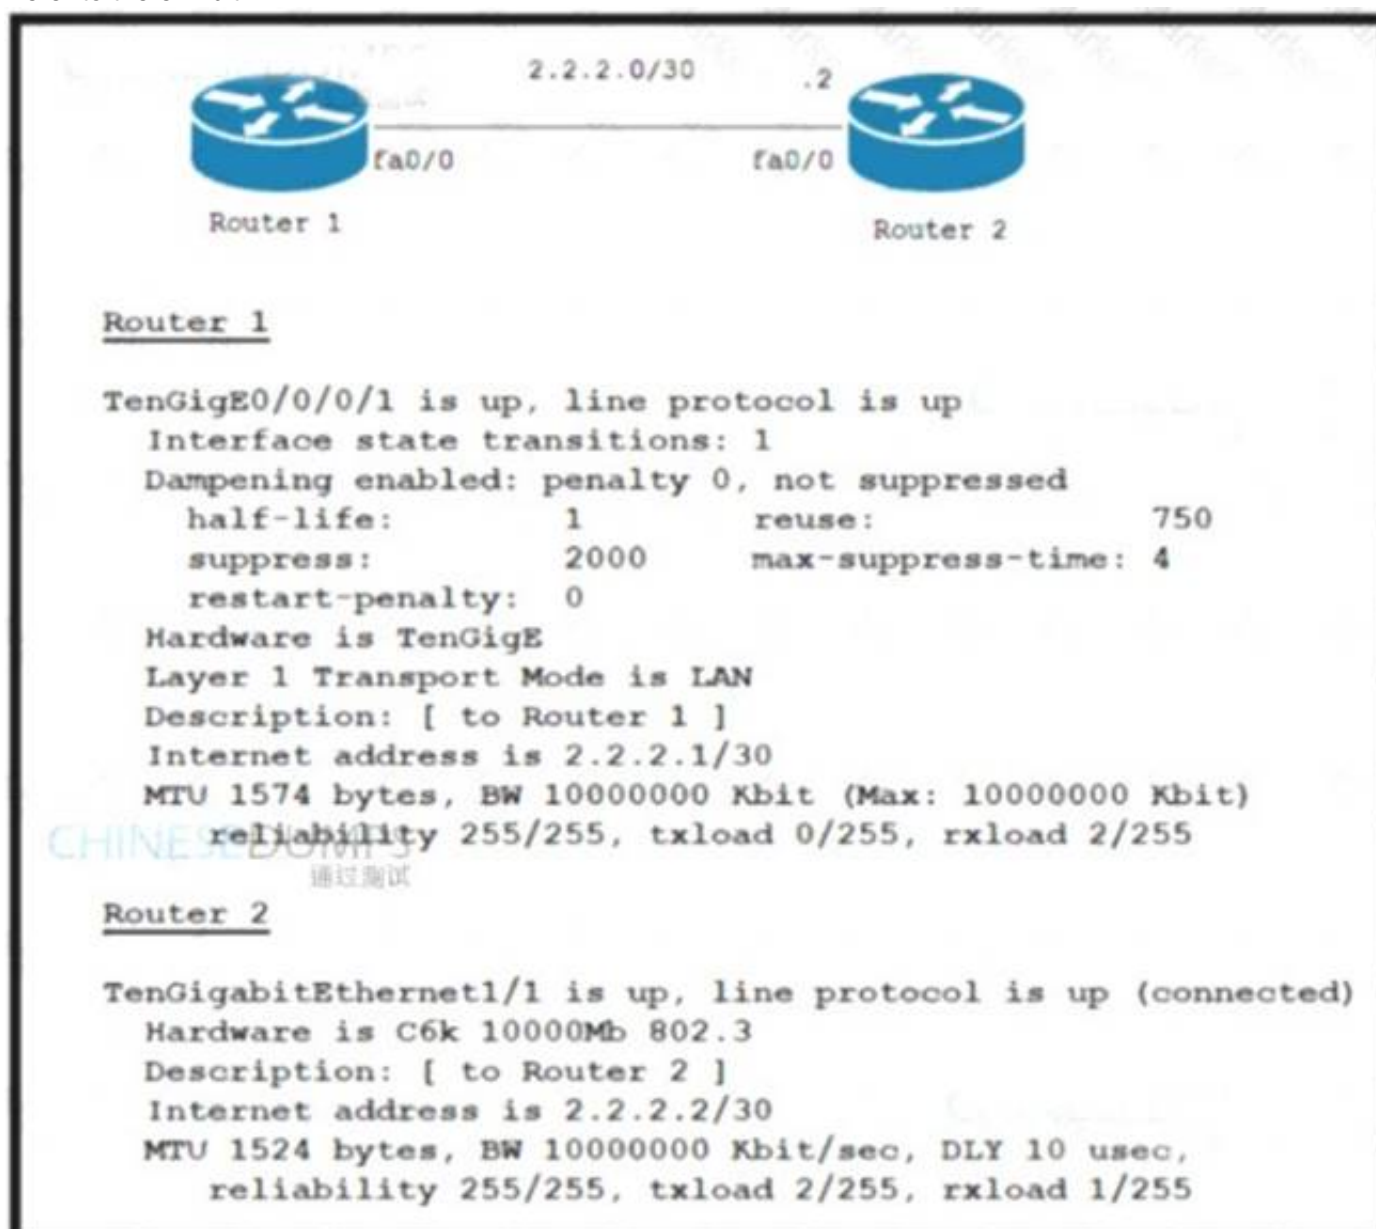 2.2.2.0/30
.2
fa0/0
fa0/0
Router 1
Router 2
Router 1
TenGigE0/0/0/1 is up, line protocol is up
Interface state transitions: 1
Dampening enabled: penalty 0, not suppressed
half-life: 1 reuse: 750
suppress: 2000 max-suppress-time: 4
restart-penalty: 0
Hardware is TenGigE
Layer 1 Transport Mode is LAN
Description: [ to Router 1 ]
Internet address is 2.2.2.1/30
MTU 1574 bytes, BW 10000000 Kbit (Max: 10000000 Kbit)
reliability 255/255, txload 0/255, rxload 2/255
CHINESEDUMPS
通过测试
Router 2
TenGigabitEthernet1/1 is up, line protocol is up (connected)
Hardware is C6k 10000Mb 802.3
Description: [ to Router 2 ]
Internet address is 2.2.2.2/30
MTU 1524 bytes, BW 10000000 Kbit/sec, DLY 10 usec,
reliability 255/255, txload 2/255, rxload 1/255